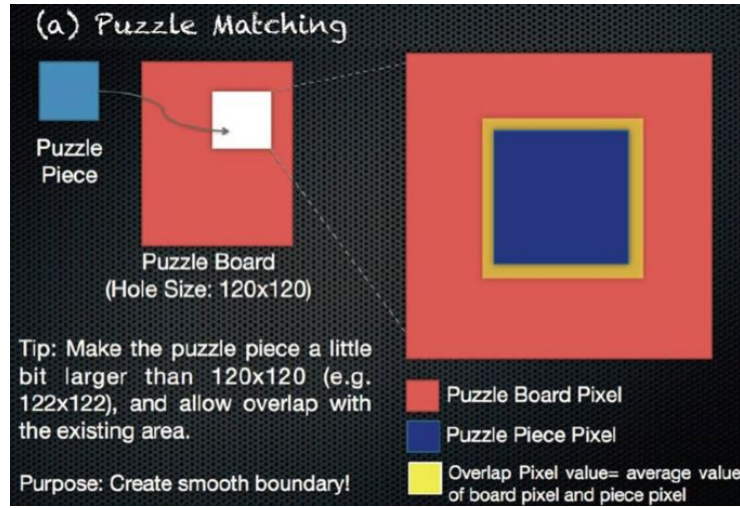 (a) Puzzle Matching
Puzzle
Piece
Puzzle Board
(Hole Size: 120x120)
Tip: Make the puzzle piece a little
bit larger than 120x120 (e.g.
122x122), and allow overlap with
the existing area.
Purpose: Create smooth boundary!
Puzzle Board Pixel
Puzzle Piece Pixel
Overlap Pixel value= average value
of board pixel and piece pixel